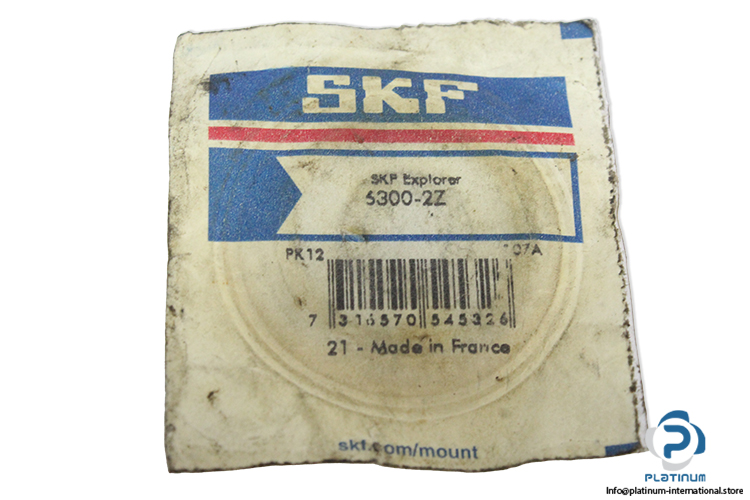 SKF
SKF Explorer
6300-2Z
PK12
107A
7 316570 545326
21 - Made in France
skf.com/mount
PLATINUM
Info@platinum-international.store